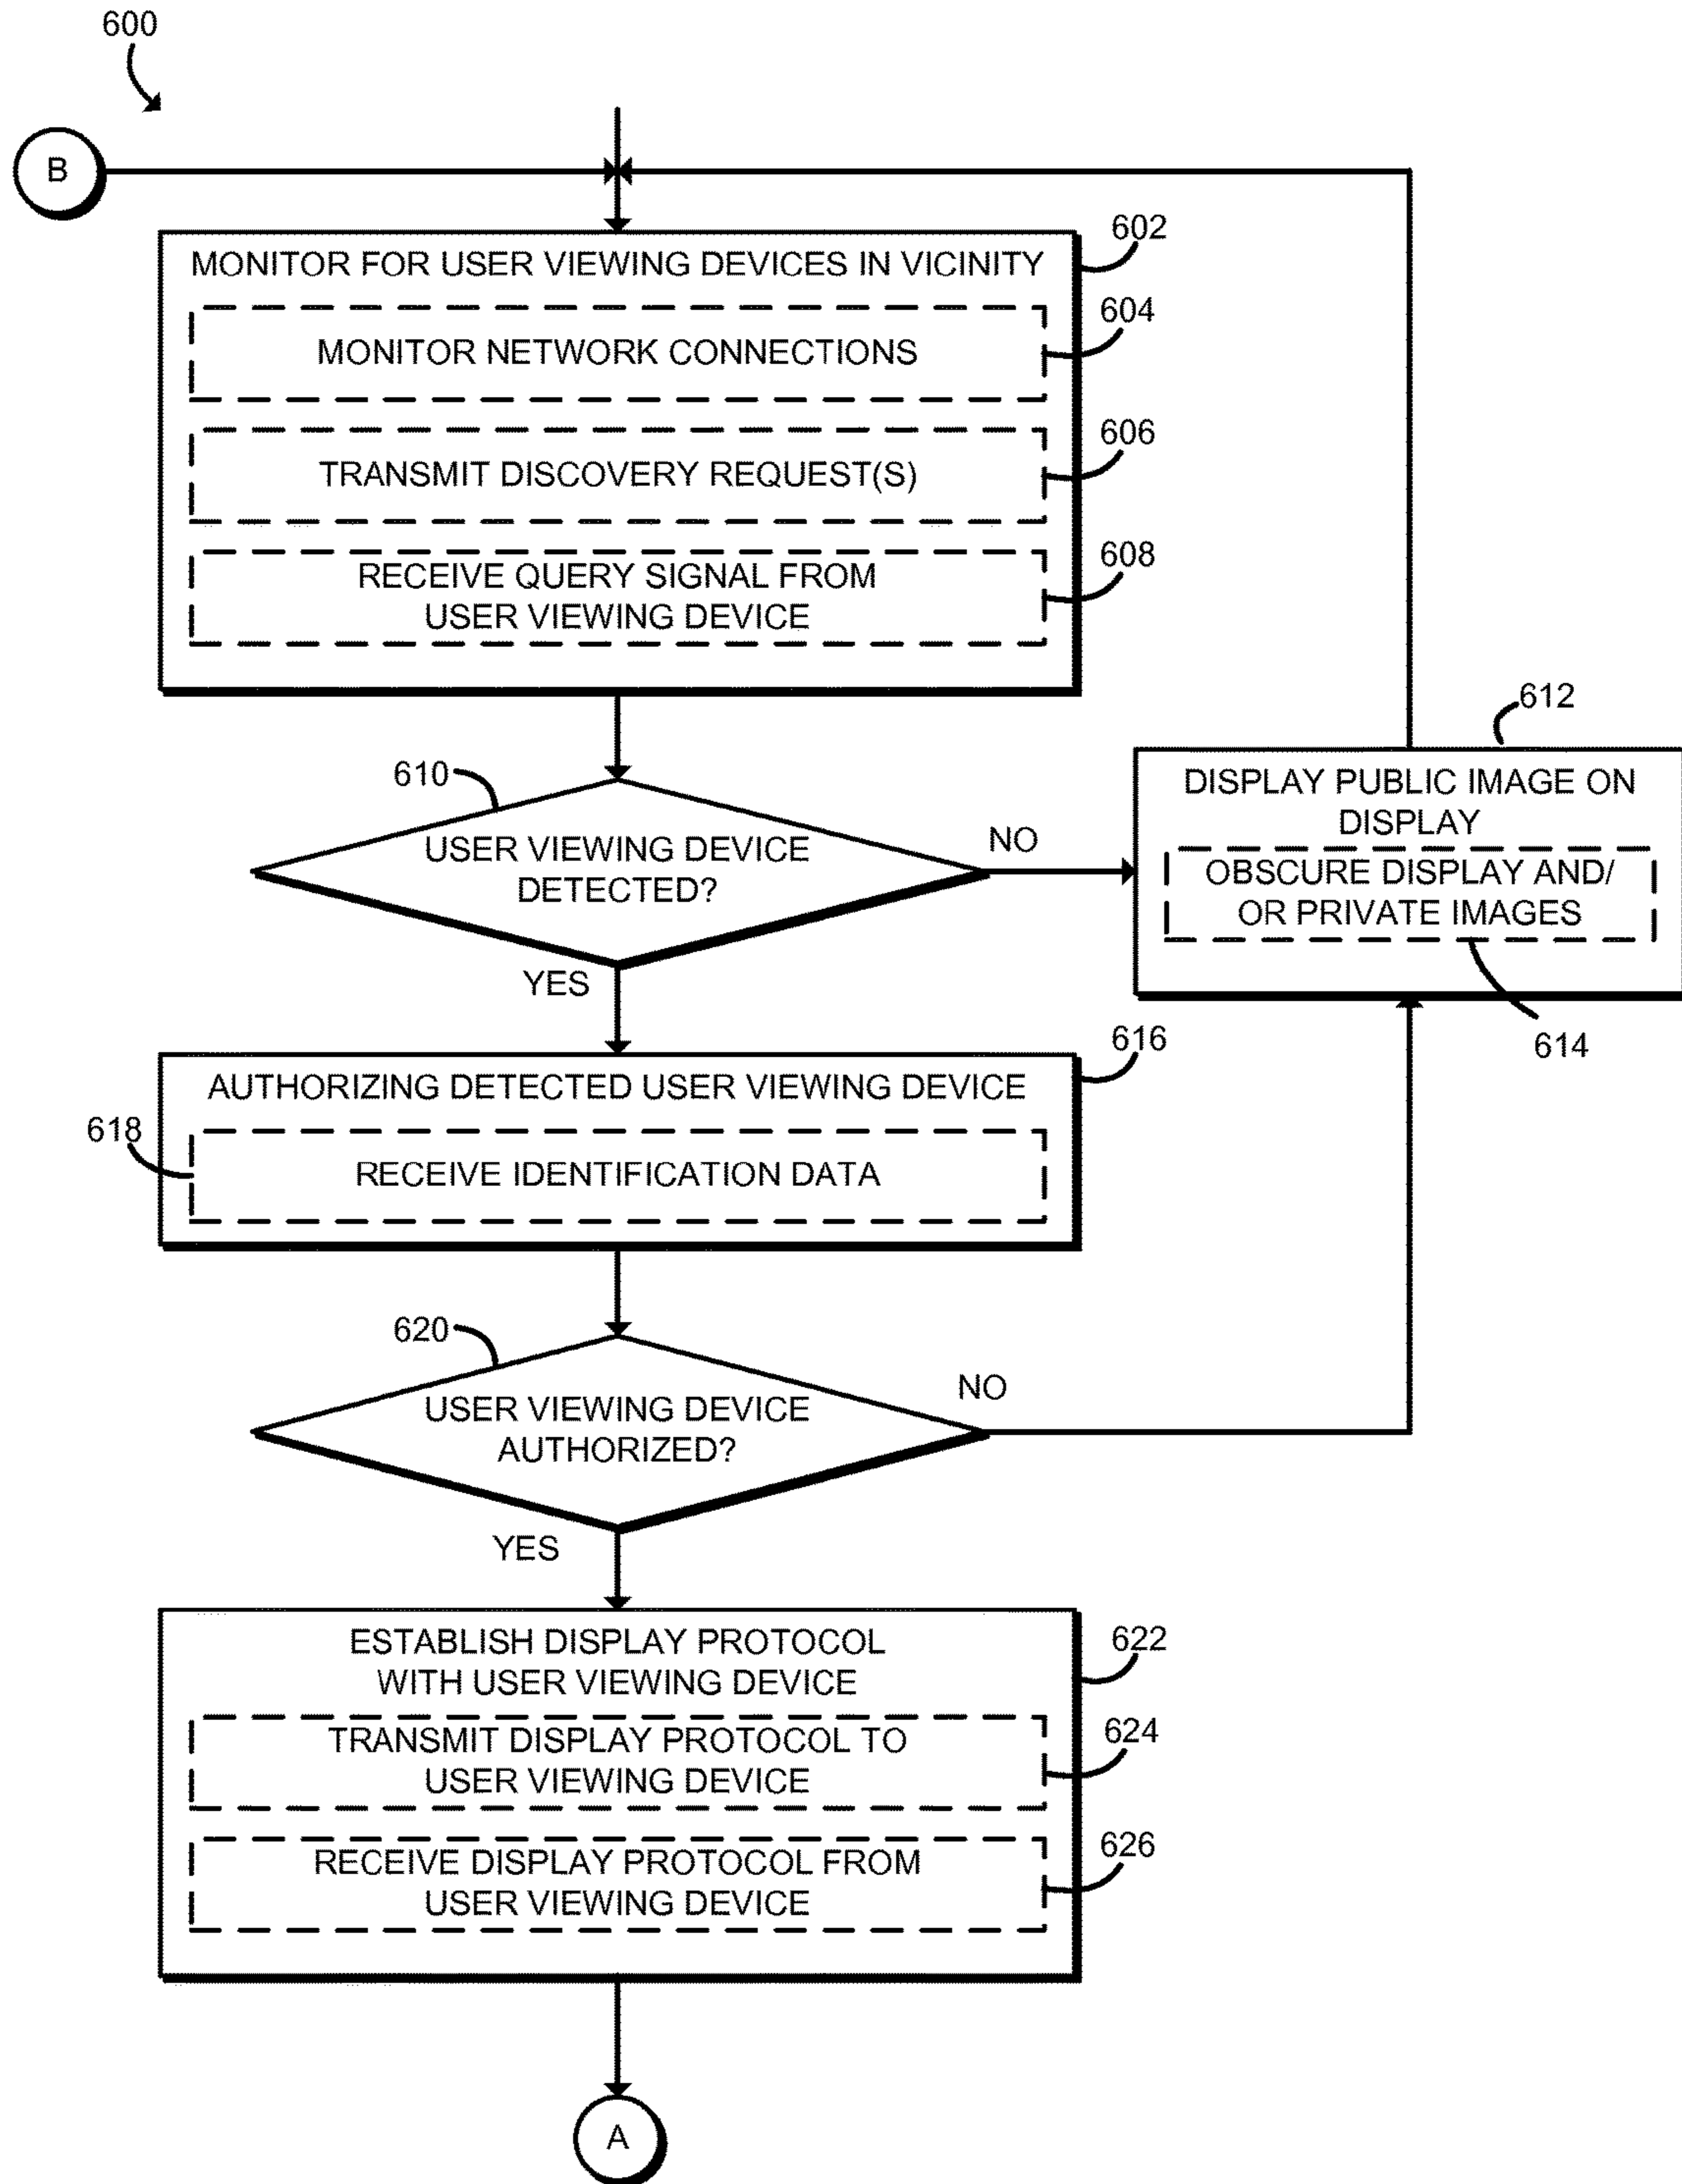 600
B
602
MONITOR FOR USER VIEWING DEVICES IN VICINITY
604
MONITOR NETWORK CONNECTIONS
606
TRANSMIT DISCOVERY REQUEST(S)
608
RECEIVE QUERY SIGNAL FROM
USER VIEWING DEVICE
610
USER VIEWING DEVICE
DETECTED?
NO
YES
612
DISPLAY PUBLIC IMAGE ON
DISPLAY
OBSCURE DISPLAY AND/
OR PRIVATE IMAGES
614
616
AUTHORIZING DETECTED USER VIEWING DEVICE
618
RECEIVE IDENTIFICATION DATA
620
USER VIEWING DEVICE
AUTHORIZED?
NO
YES
622
ESTABLISH DISPLAY PROTOCOL
WITH USER VIEWING DEVICE
624
TRANSMIT DISPLAY PROTOCOL TO
USER VIEWING DEVICE
626
RECEIVE DISPLAY PROTOCOL FROM
USER VIEWING DEVICE
A